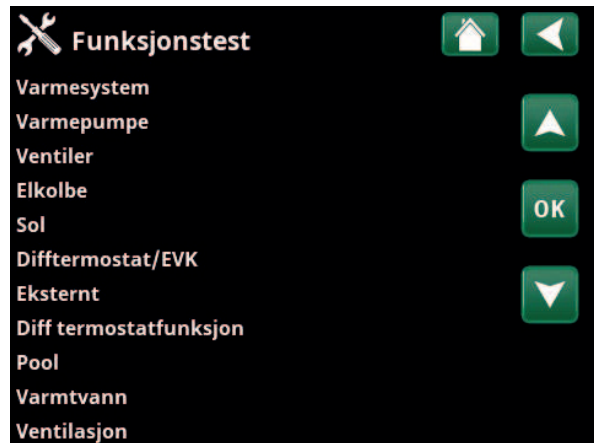 Funksjonstest
Varmesystem
Varmepumpe
Ventiler
Elkolbe
OK
Sol
Difftermostat/EVK
Eksternt
Diff termostatfunksjon
Pool
Varmtvann
Ventilasjon